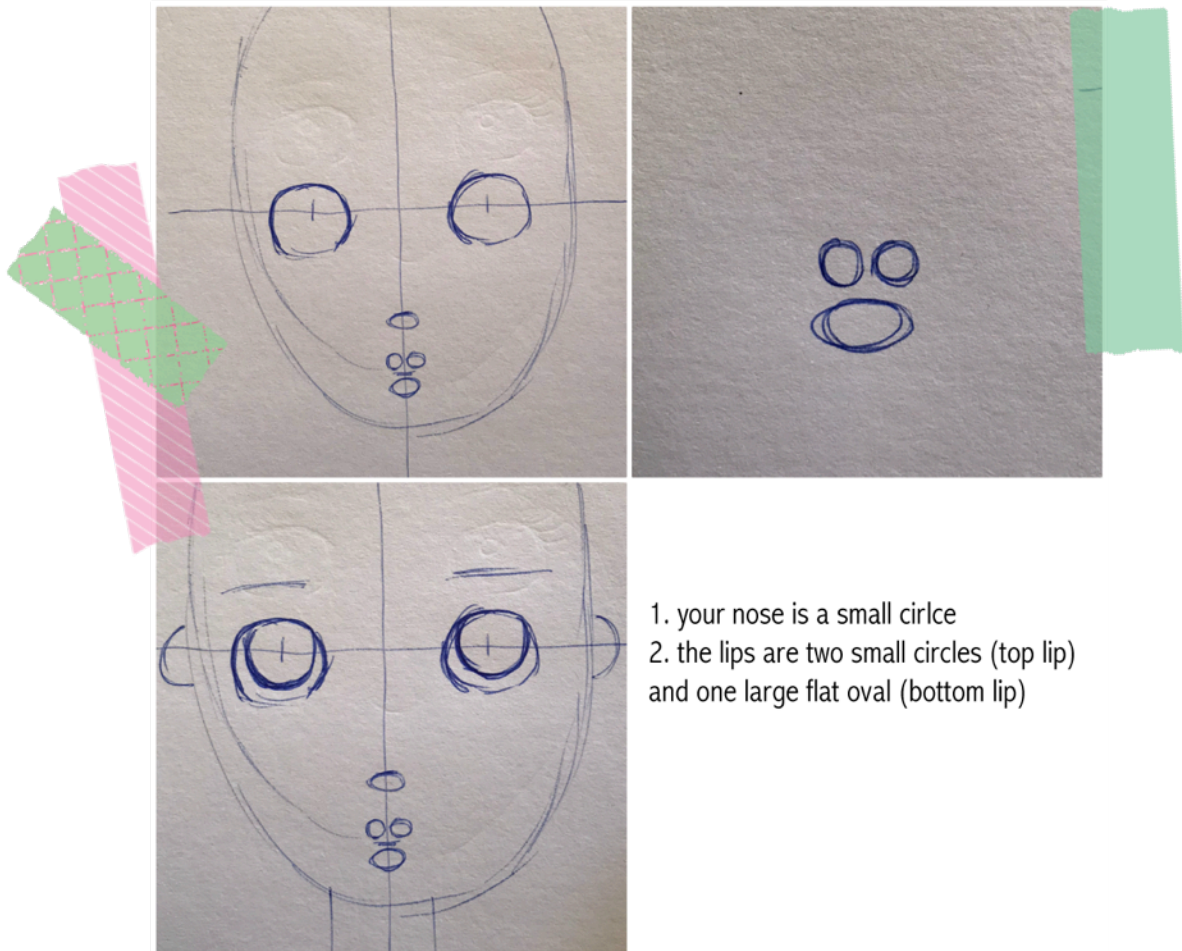 1. your nose is a small cirlce
2. the lips are two small circles (top lip)
and one large flat oval (bottom lip)